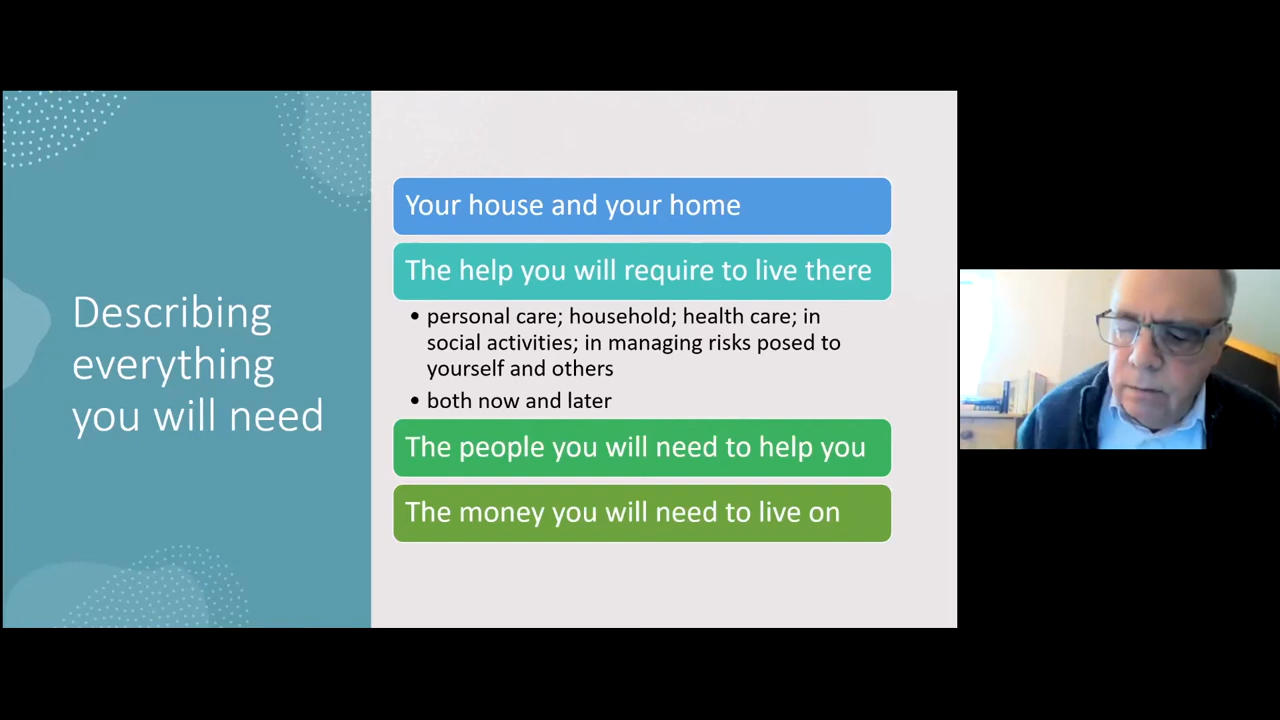 Describing
everything
you will need
Your house and your home
The help you will require to live there
• personal care; household; health care; in
social activities; in managing risks posed to
yourself and others
• both now and later
The people you will need to help you
The money you will need to live on